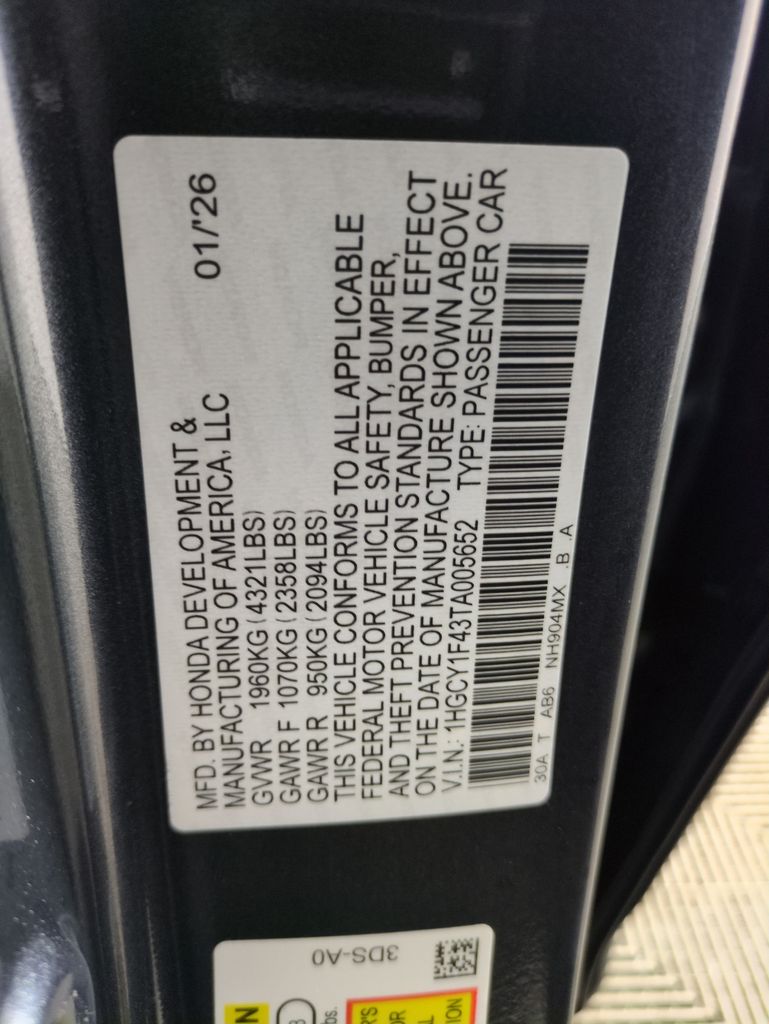 MFD. BY HONDA DEVELOPMENT &
MANUFACTURING OF AMERICA, LLC 01/'26
GVWR 1960KG (4321LBS)
GAWR F 1070KG (2358LBS)
GAWR R 950KG (2094LBS)
THIS VEHICLE CONFORMS TO ALL APPLICABLE
FEDERAL MOTOR VEHICLE SAFETY, BUMPER,
AND THEFT PREVENTION STANDARDS IN EFFECT
ON THE DATE OF MANUFACTURE SHOWN ABOVE.
V.I.N.: 1HGCY1F43TA005652 TYPE: PASSENGER CAR
30A T AB6 NH904MX .B .A
3DS-A0